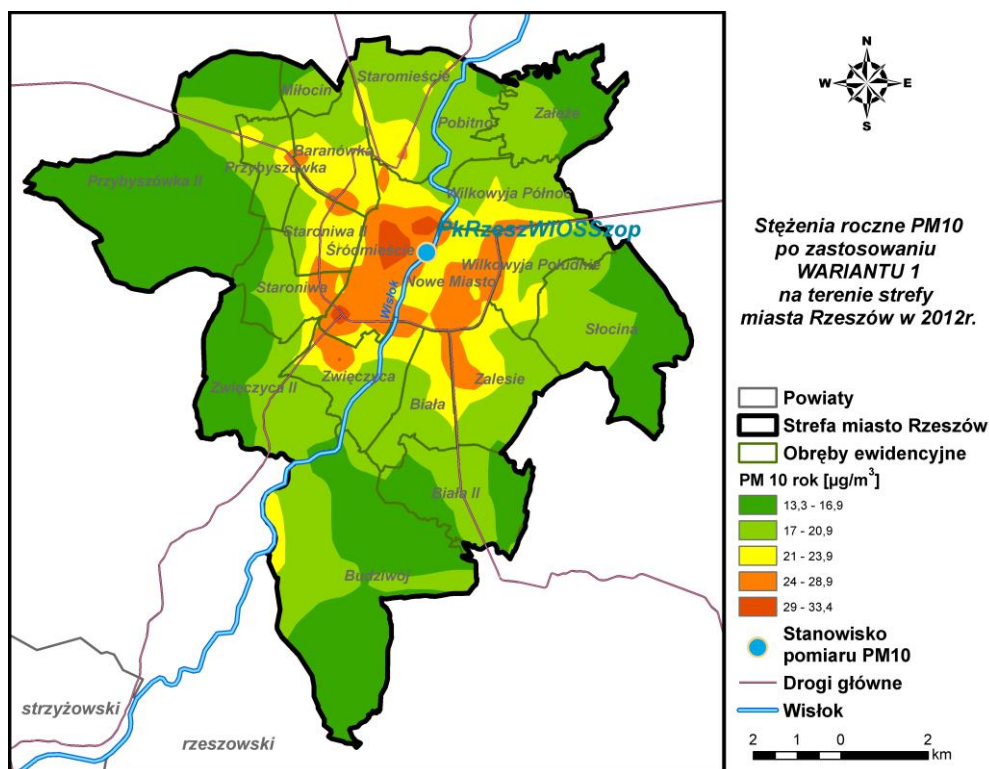 Staromieście
Miłocin
Pobitno
Załęże
Baranówka
Przybyszówka
Przybyszówka II
Wilkowyja Północ
Staroniwa II
PkRzeszWIOSSzop
Śródmieście
Wilkowyja Południe
Nowe Miasto
Staroniwa
Wisłok
Słocina
Zwięczyca
Zalesie
Zwięczyca II
Biała
Biała II
Budziwój
strzyżowski
rzeszowski
N
W E
S
Stężenia roczne PM10
po zastosowaniu
WARIANTU 1
na terenie strefy
miasta Rzeszów w 2012r.
Powiaty
Strefa miasto Rzeszów
Obręby ewidencyjne
PM 10 rok [µg/m³]
13,3 - 16,9
17 - 20,9
21 - 23,9
24 - 28,9
29 - 33,4
Stanowisko
pomiaru PM10
Drogi główne
Wisłok
2 1 0 2
km